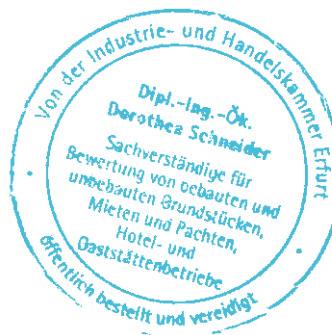 Von der Industrie- und Handelskammer Erfurt
Dipl.-Ing.-Ök.
Dorothea Schneider
Sachverständige für
Bewertung von bebauten und
unbebauten Grundstücken,
Mieten und Pachten,
Hotel- und
Gaststättenbetriebe
öffentlich bestellt und vereidigt